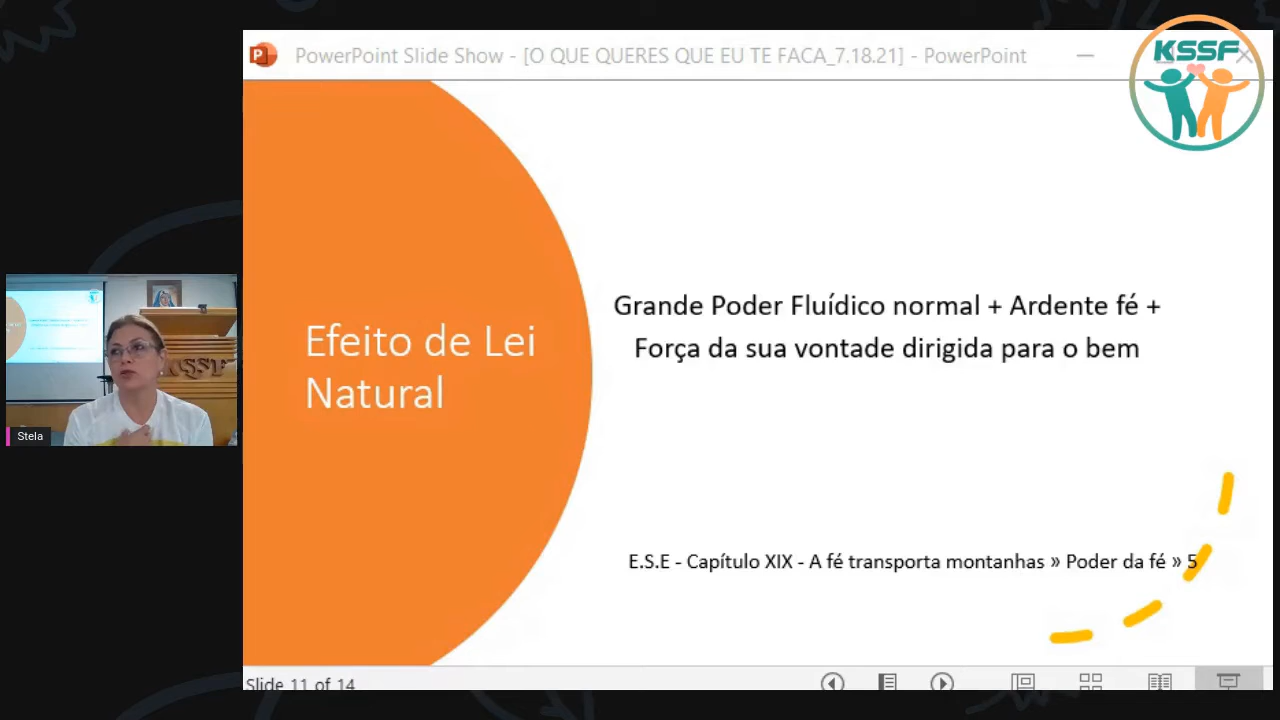 PowerPoint Slide Show - [O QUE QUERES QUE EU TE FACA_7.18.21] - PowerPoint
KSSF
Efeito de Lei
Natural
Grande Poder Fluídico normal + Ardente fé +
Força da sua vontade dirigida para o bem
E.S.E - Capítulo XIX - A fé transporta montanhas » Poder da fé » 5
KSSF
Stela
Slide 11 of 14